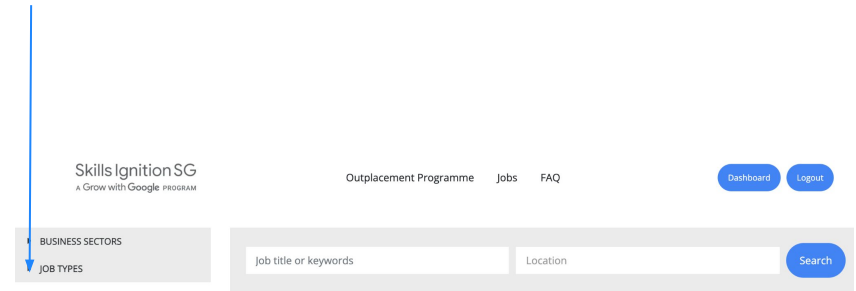 Skills Ignition SG
A Grow with Google PROGRAM
Outplacement Programme Jobs FAQ
Dashboard Logout
BUSINESS SECTORS
JOB TYPES
Job title or keywords Location Search